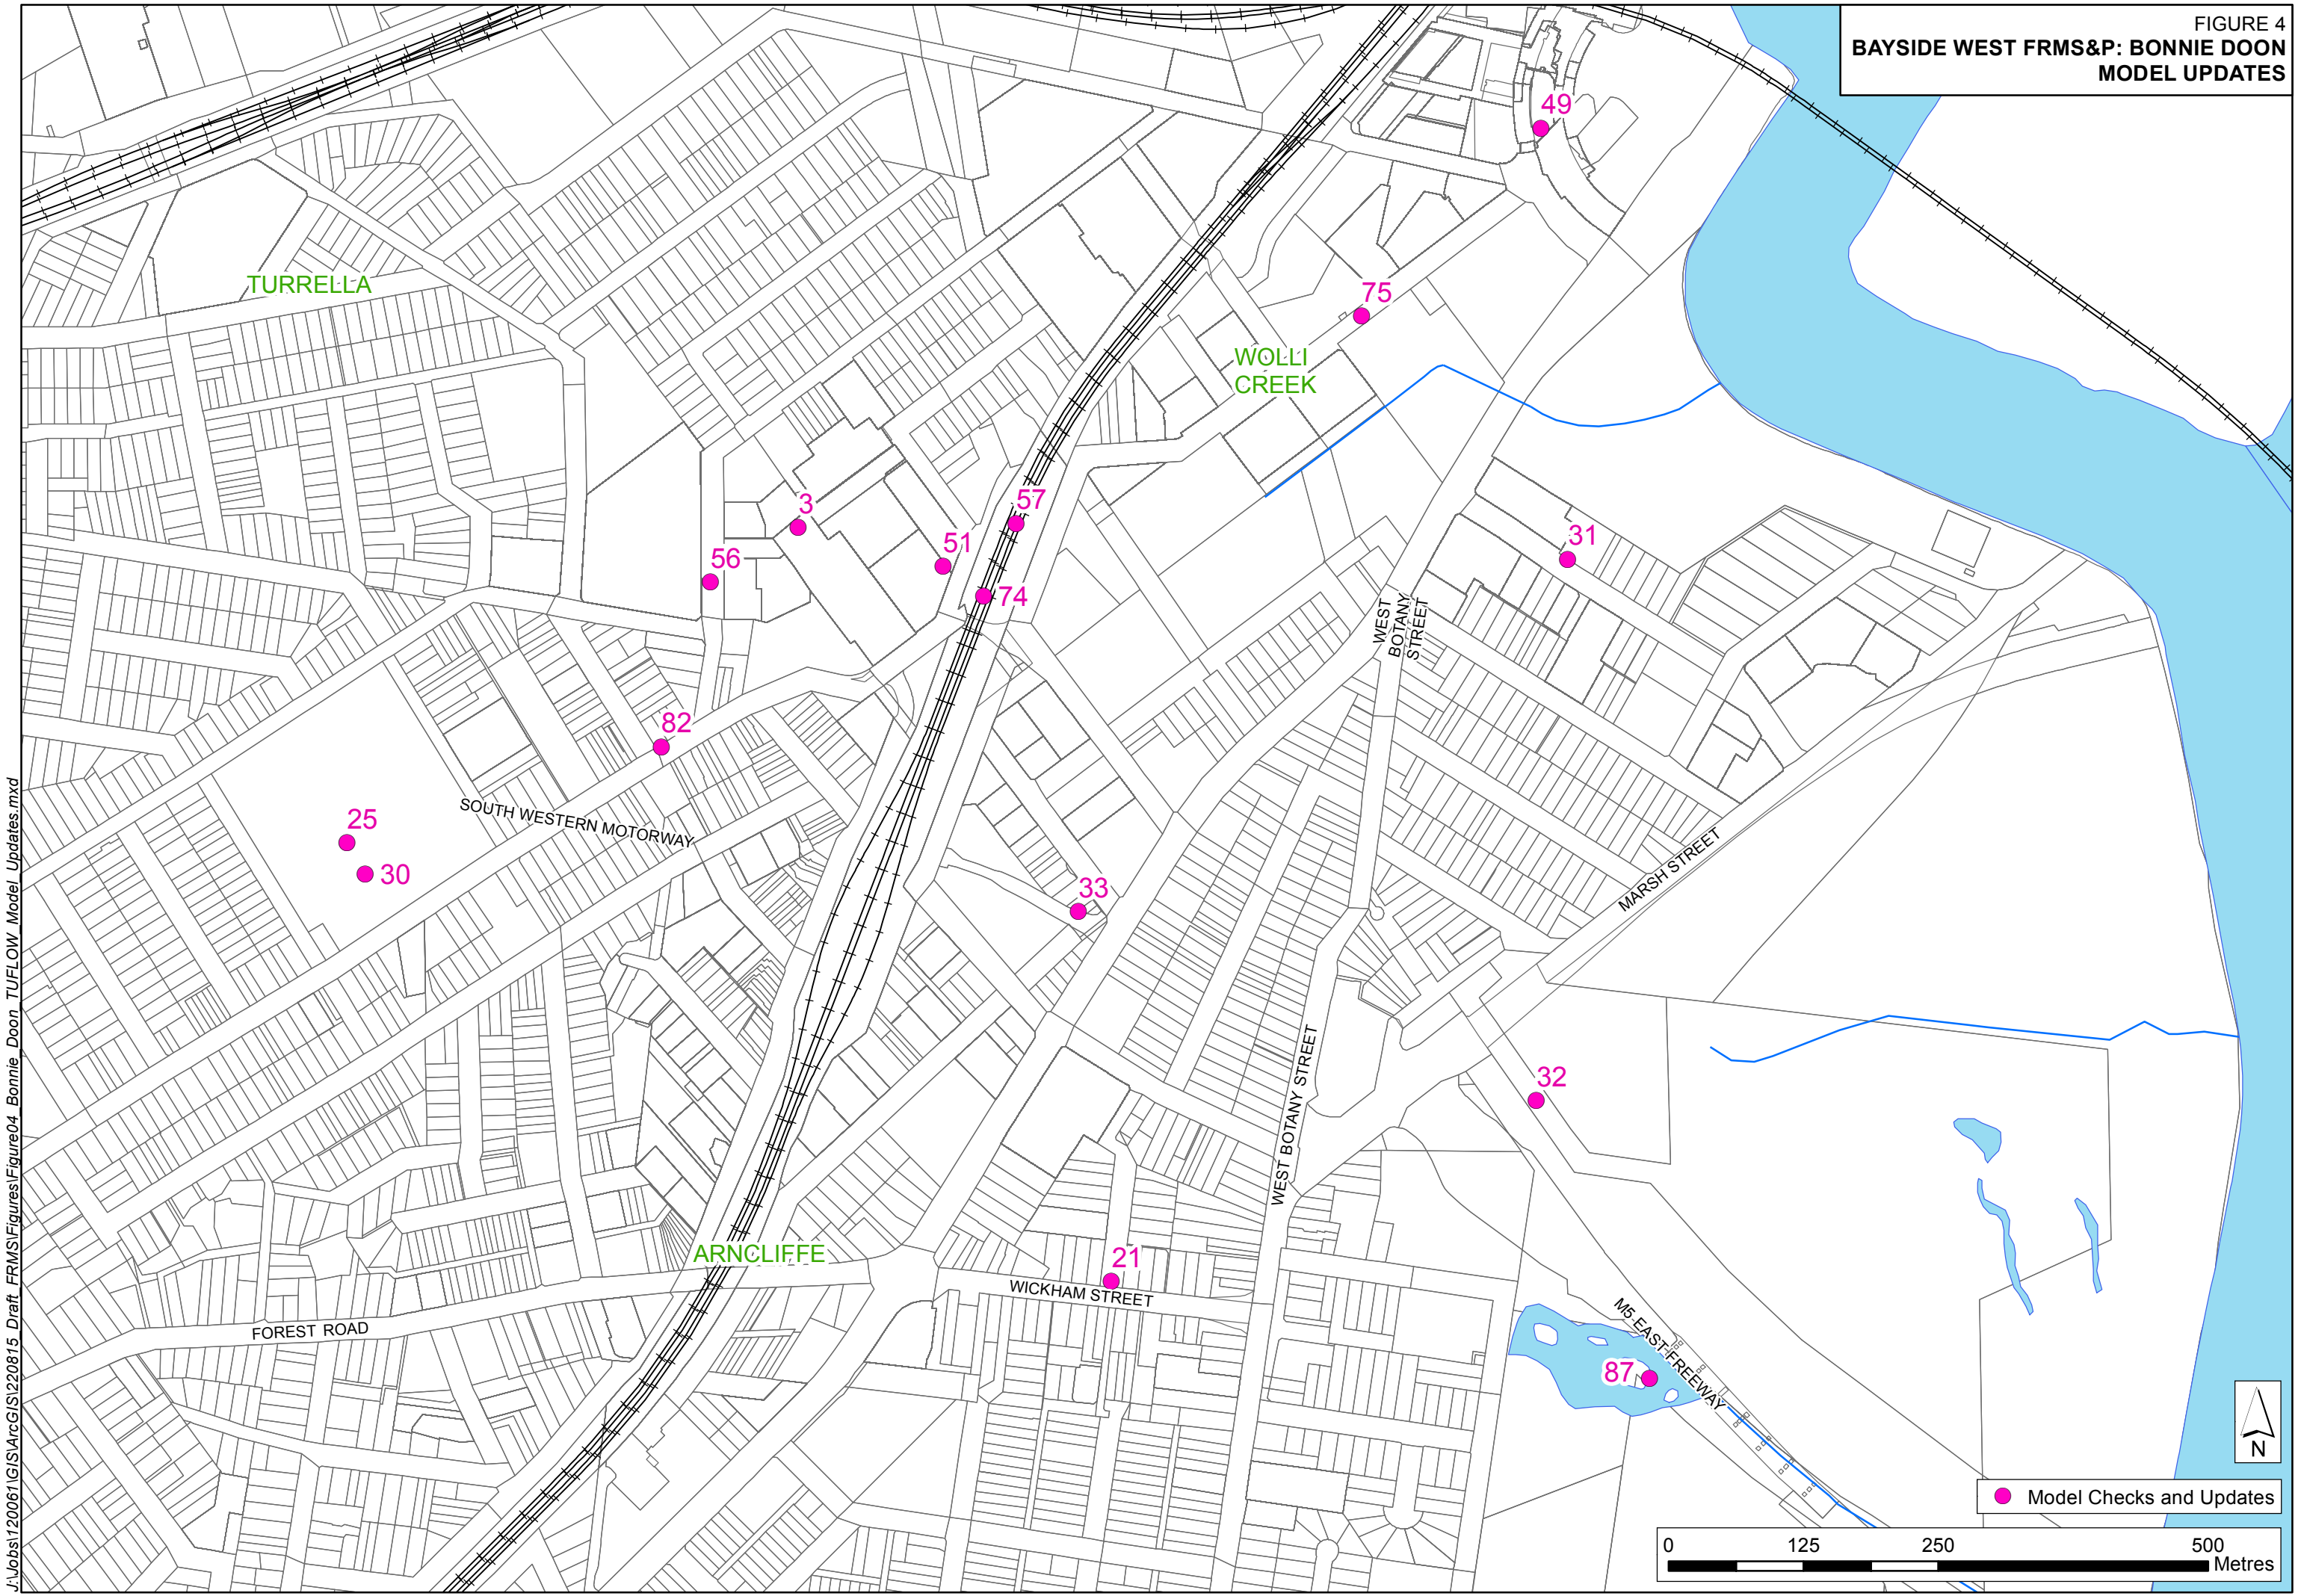 FIGURE 4
BAYSIDE WEST FRMS&P: BONNIE DOON
MODEL UPDATES
49
TURRELLA
75
WOLLI
CREEK
3
57
51
31
56
74
WEST
BOTANY
STREET
82
SOUTH WESTERN MOTORWAY
25
30
MARSH STREET
33
32
WEST BOTANY STREET
ARNCLIFFE
21
WICKHAM STREET
FOREST ROAD
M5 EAST FREEWAY
87
N
Model Checks and Updates
0 125 250 500
Metres
J:\Jobs\120061\GIS\ArcGIS\220815_Draft_FRMS\Figures\Figure04_Bonnie_Doon_TUFLOW_Model_Updates.mxd